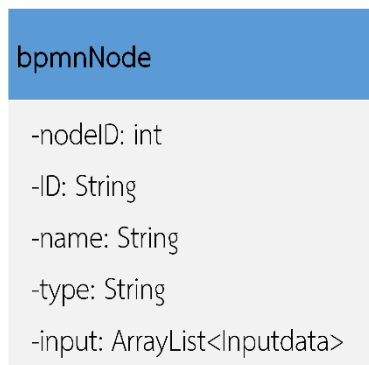 bpmnNode
-nodeID: int
-ID: String
-name: String
-type: String
-input: ArrayList<Inputdata>